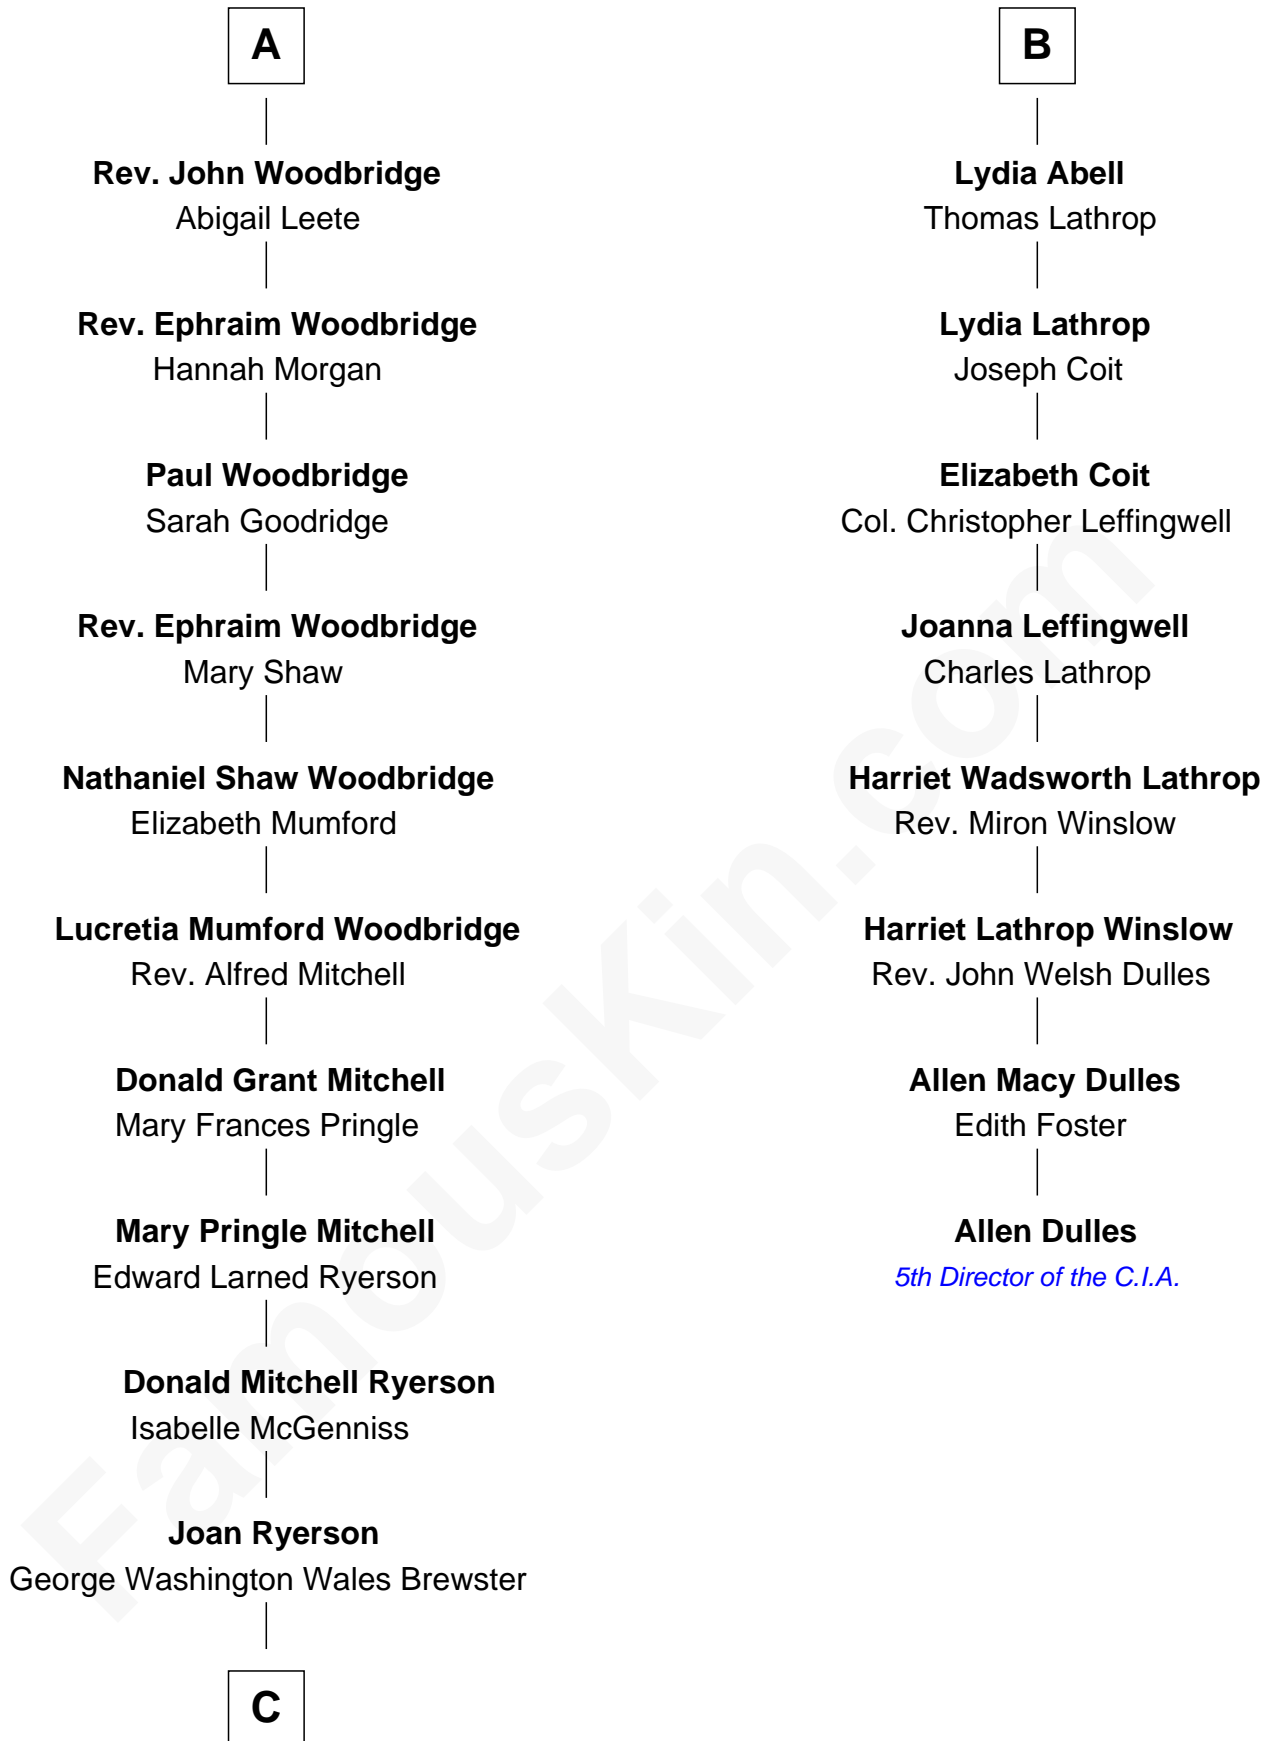 A
Rev. John Woodbridge
Abigail Leete
Rev. Ephraim Woodbridge
Hannah Morgan
Paul Woodbridge
Sarah Goodridge
Rev. Ephraim Woodbridge
Mary Shaw
Nathaniel Shaw Woodbridge
Elizabeth Mumford
Lucretia Mumford Woodbridge
Rev. Alfred Mitchell
Donald Grant Mitchell
Mary Frances Pringle
Mary Pringle Mitchell
Edward Larned Ryerson
Donald Mitchell Ryerson
Isabelle McGenniss
Joan Ryerson
George Washington Wales Brewster
C
B
Lydia Abell
Thomas Lathrop
Lydia Lathrop
Joseph Coit
Elizabeth Coit
Col. Christopher Leffingwell
Joanna Leffingwell
Charles Lathrop
Harriet Wadsworth Lathrop
Rev. Miron Winslow
Harriet Lathrop Winslow
Rev. John Welsh Dulles
Allen Macy Dulles
Edith Foster
Allen Dulles
5th Director of the C.I.A.
FamousKin.com